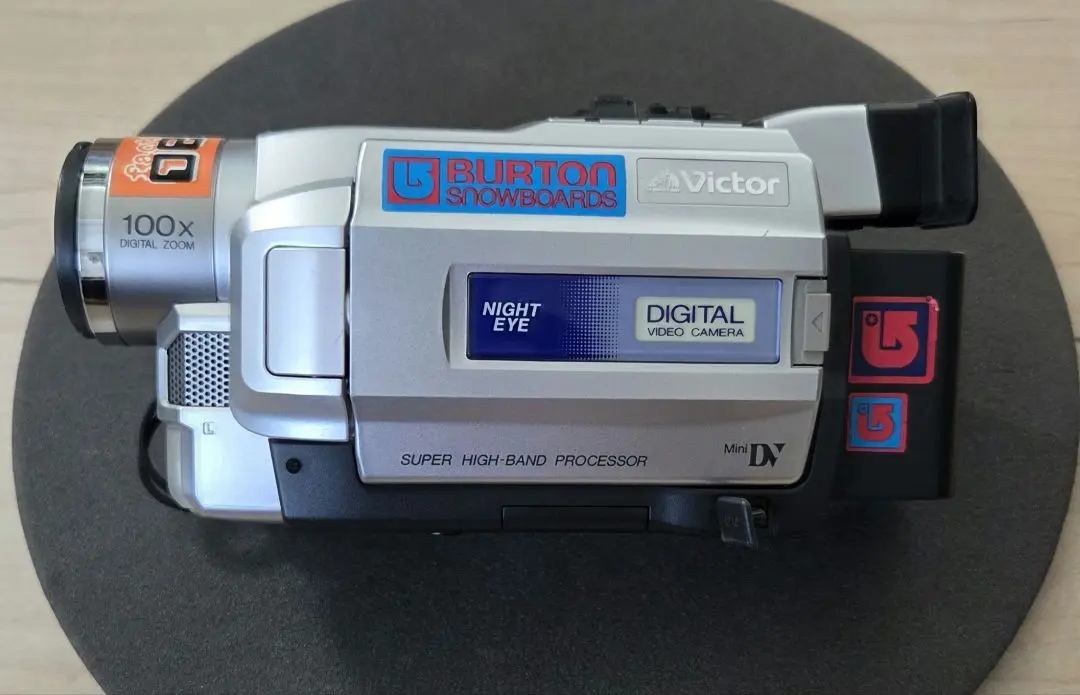 100x
DIGITAL ZOOM
BURTON
SNOWBOARDS
Victor
NIGHT
EYE
DIGITAL
VIDEO CAMERA
L
SUPER HIGH-BAND PROCESSOR
Mini DV